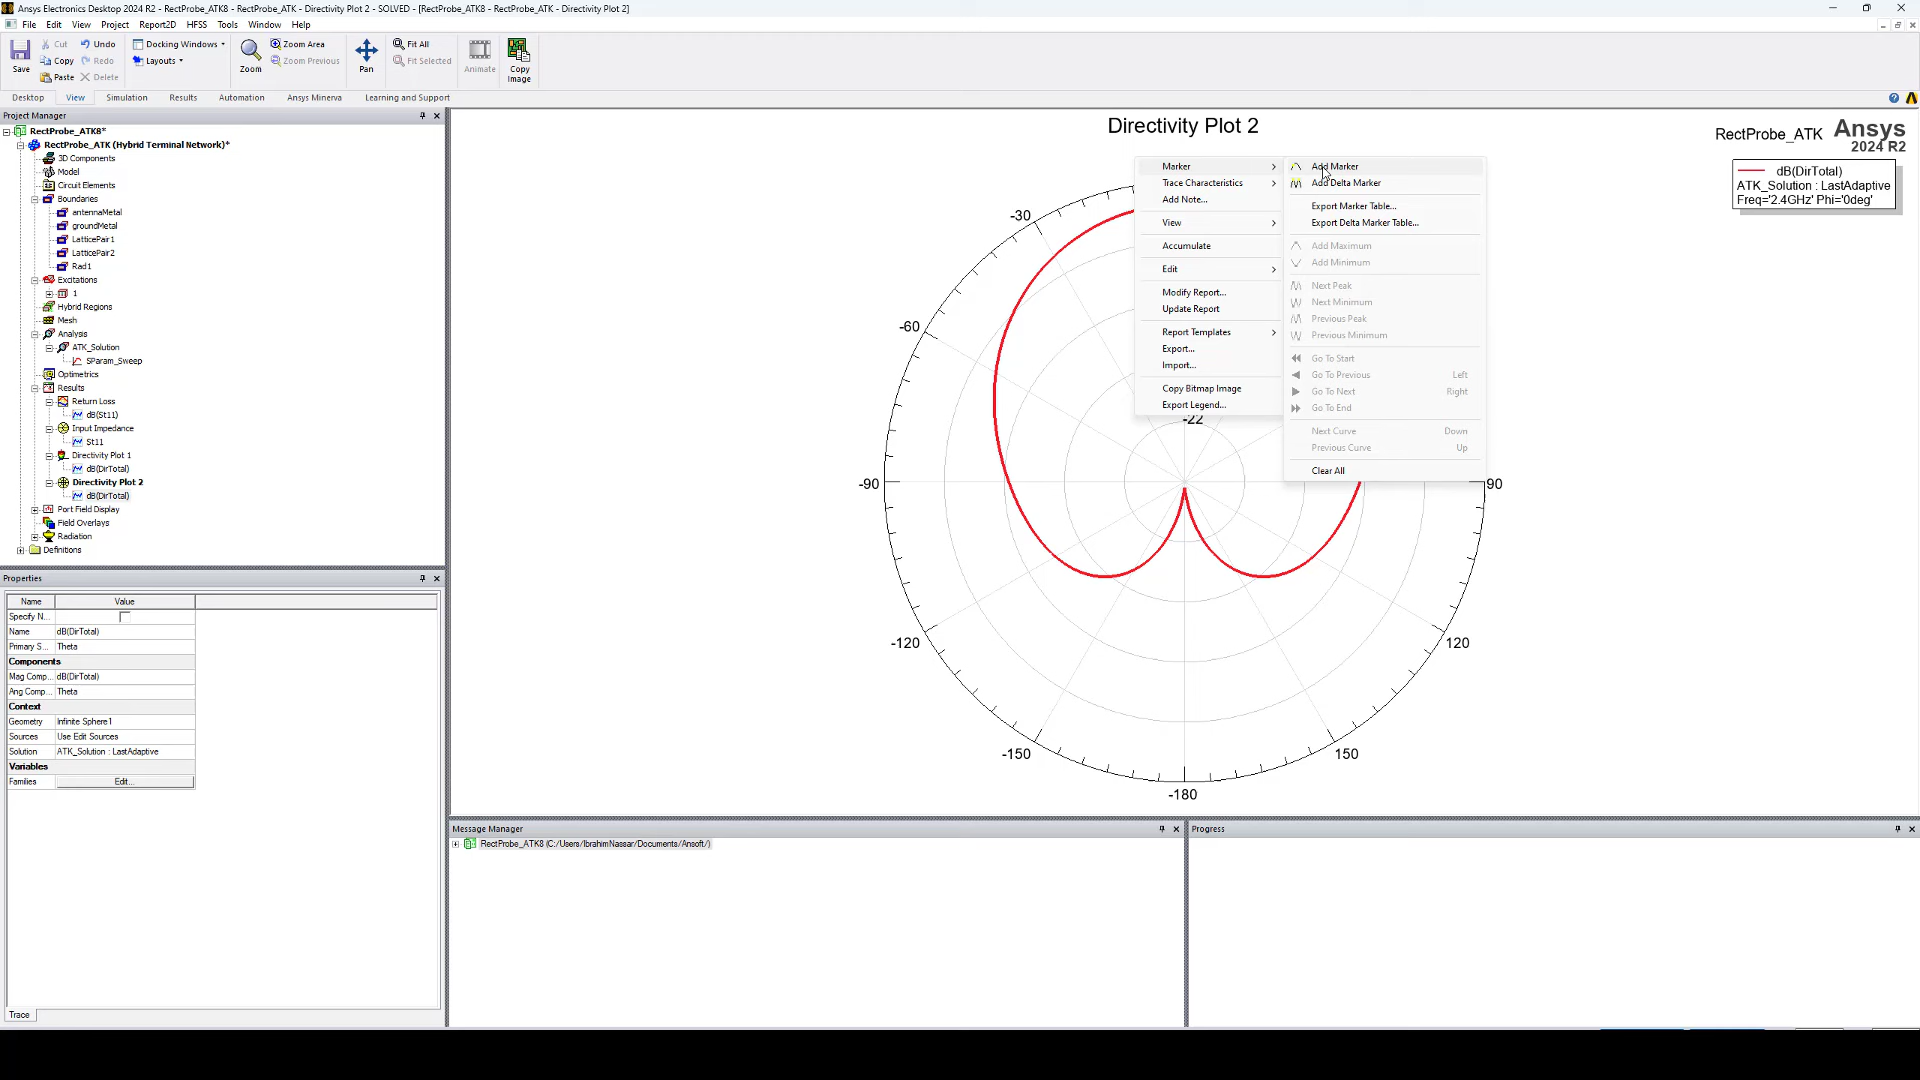 Ansys Electronics Desktop 2024 R2 - RectProbe_ATK8 - RectProbe_ATK - Directivity Plot 2 - SOLVED - [RectProbe_ATK8 - RectProbe_ATK - Directivity Plot 2]
File Edit View Project Report2D HFSS Tools Window Help
Save
Cut
Copy
Paste
Undo
Redo
Delete
Docking Windows
Layouts
Zoom
Zoom Area
Zoom Previous
Pan
Fit All
Fit Selected
Animate
Copy Image
Desktop View Simulation Results Automation Ansys Minerva Learning and Support
Project Manager
RectProbe_ATK8*
RectProbe_ATK (Hybrid Terminal Network)*
3D Components
Model
Circuit Elements
Boundaries
antennaMetal
groundMetal
LatticePair1
LatticePair2
Rad1
Excitations
1
Hybrid Regions
Mesh
Analysis
ATK_Solution
SParam_Sweep
Optimetrics
Results
Return Loss
dB(St11)
Input Impedance
St11
Directivity Plot 1
dB(DirTotal)
Directivity Plot 2
dB(DirTotal)
Port Field Display
Field Overlays
Radiation
Definitions
Properties
Name Value
Specify N...
Name dB(DirTotal)
Primary S... Theta
Components
Mag Comp... dB(DirTotal)
Ang Comp... Theta
Context
Geometry Infinite Sphere1
Sources Use Edit Sources
Solution ATK_Solution : LastAdaptive
Variables
Families Edit...
Trace
Directivity Plot 2
RectProbe_ATK
Ansys
2024 R2
dB(DirTotal)
ATK_Solution : LastAdaptive
Freq='2.4GHz' Phi='0deg'
-30
-60
-90
-120
-150
-180
150
120
90
-22
Marker
Trace Characteristics
Add Note...
View
Accumulate
Edit
Modify Report...
Update Report
Report Templates
Export...
Import...
Copy Bitmap Image
Export Legend...
Add Marker
Add Delta Marker
Export Marker Table...
Export Delta Marker Table...
Add Maximum
Add Minimum
Next Peak
Next Minimum
Previous Peak
Previous Minimum
Go To Start
Go To Previous Left
Go To Next Right
Go To End
Next Curve Down
Previous Curve Up
Clear All
Message Manager
RectProbe_ATK8 (C:/Users/IbrahimNassar/Documents/Ansoft/)
Progress